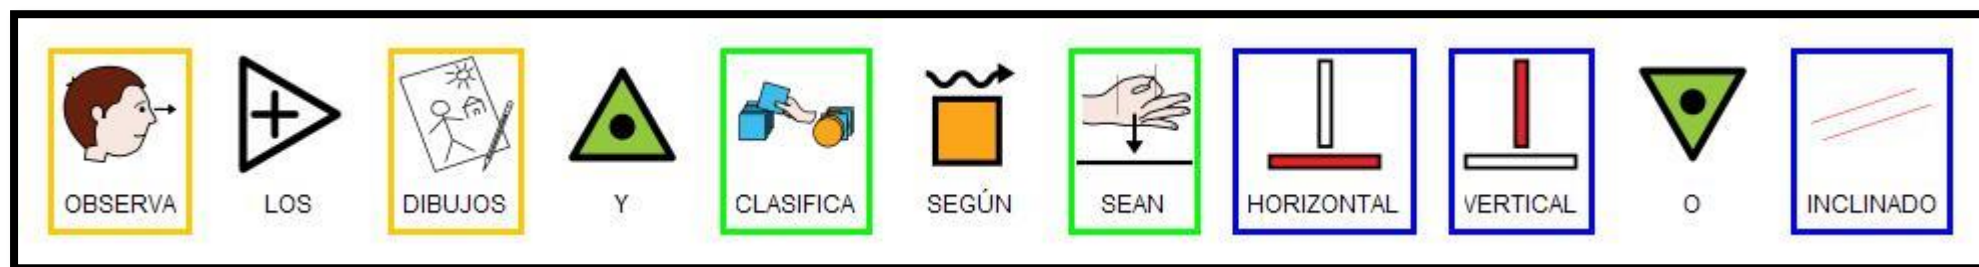 OBSERVA LOS DIBUJOS Y CLASIFICA SEGÚN SEAN HORIZONTAL VERTICAL O INCLINADO